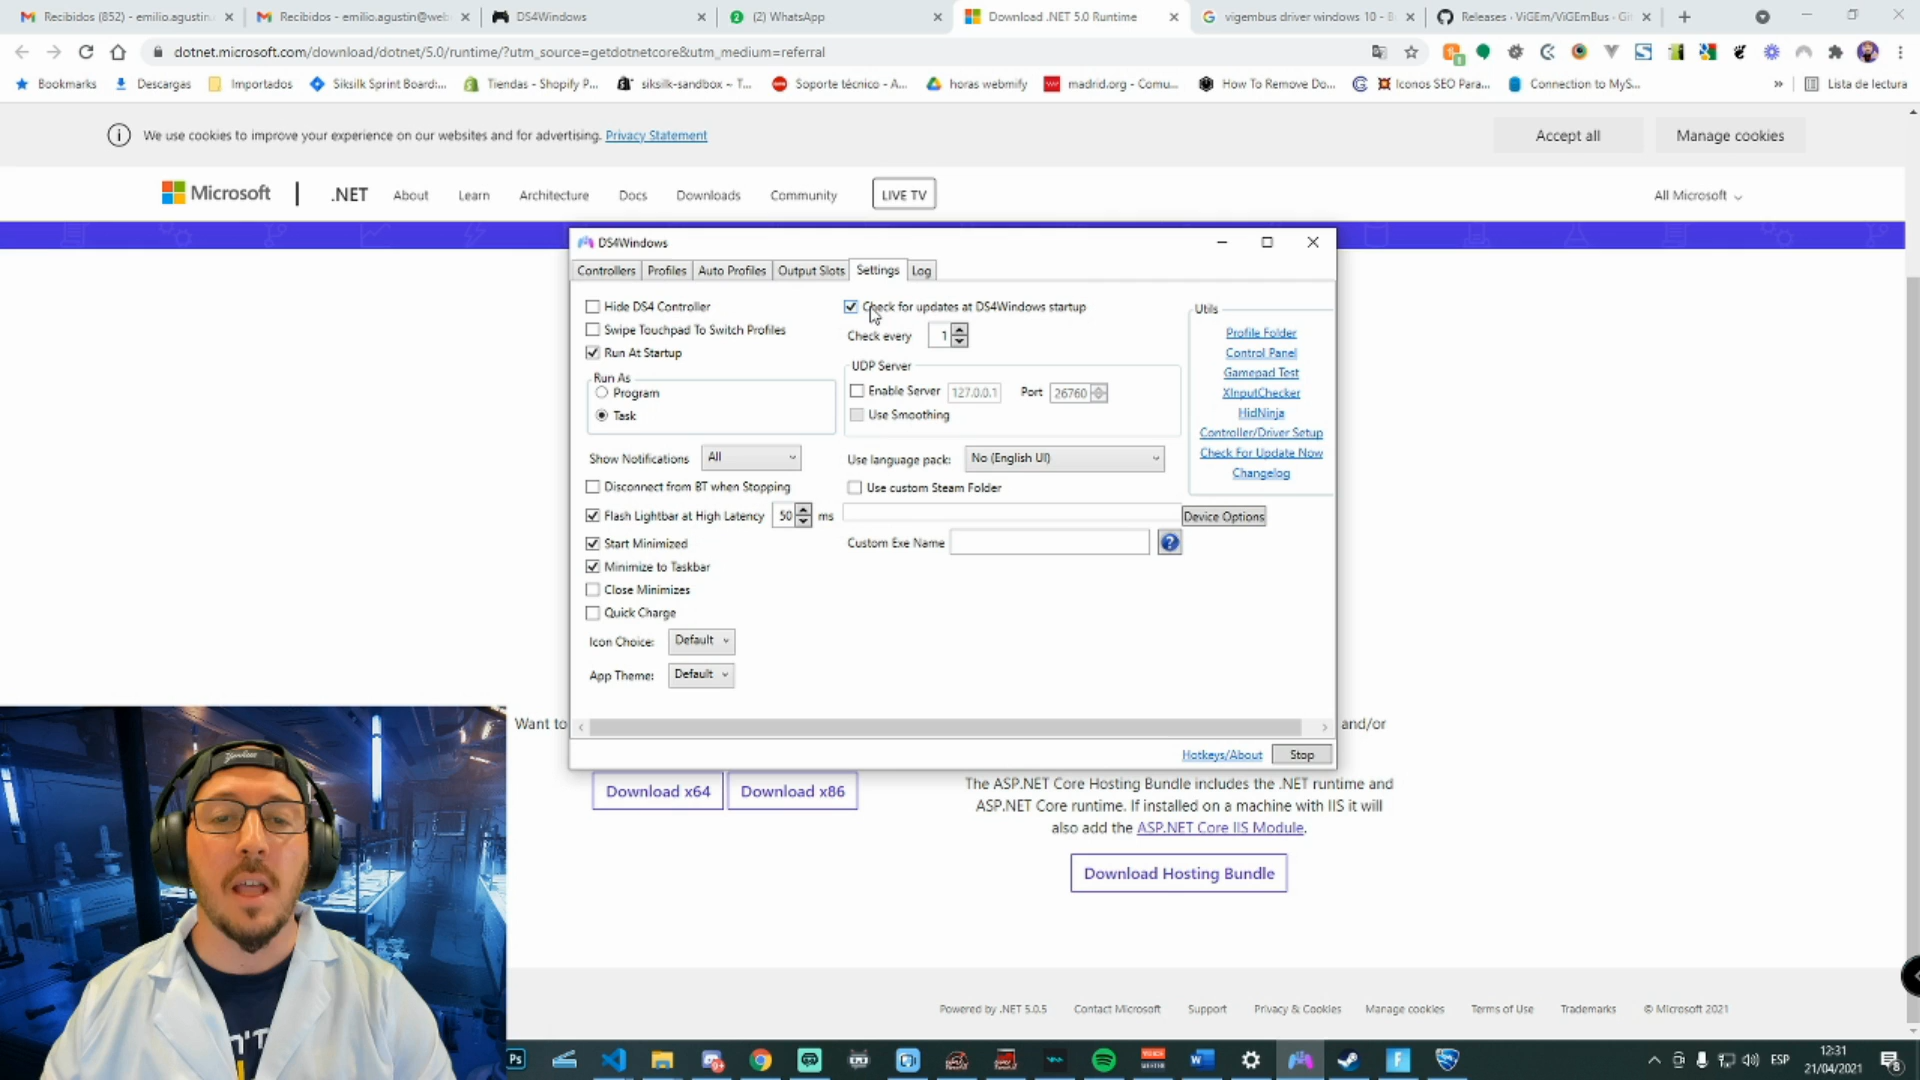 Recibidos (852) - emilio.agustin.
Recibidos - emilio.agustin@web
DS4Windows
(2) WhatsApp
Download .NET 5.0 Runtime
vigembus driver windows 10 - B
Releases · ViGEm/ViGEmBus · Git
dotnet.microsoft.com/download/dotnet/5.0/runtime/?utm_source=getdotnetcore&utm_medium=referral
Bookmarks
Descargas
Importados
Siksilk Sprint Board:...
Tiendas - Shopify P...
siksilk-sandbox ~ T...
Soporte técnico - A...
horas webmify
madrid.org - Comu...
How To Remove Do...
Iconos SEO Para...
Connection to MyS...
»
Lista de lectura
We use cookies to improve your experience on our websites and for advertising. Privacy Statement
Accept all
Manage cookies
Microsoft
.NET
About
Learn
Architecture
Docs
Downloads
Community
LIVE TV
All Microsoft
DS4Windows
Controllers
Profiles
Auto Profiles
Output Slots
Settings
Log
Hide DS4 Controller
Swipe Touchpad To Switch Profiles
Run At Startup
Run As
Program
Task
Show Notifications
All
Disconnect from BT when Stopping
Flash Lightbar at High Latency
50
ms
Start Minimized
Minimize to Taskbar
Close Minimizes
Quick Charge
Icon Choice:
Default
App Theme:
Default
Check for updates at DS4Windows startup
Check every
1
UDP Server
Enable Server
127.0.0.1
Port
26760
Use Smoothing
Use language pack:
No (English UI)
Use custom Steam Folder
Custom Exe Name
Utils
Profile Folder
Control Panel
Gamepad Test
XInputChecker
HidNinja
Controller/Driver Setup
Check For Update Now
Changelog
Device Options
Hotkeys/About
Stop
Want to
and/or
Download x64
Download x86
The ASP.NET Core Hosting Bundle includes the .NET runtime and
ASP.NET Core runtime. If installed on a machine with IIS it will
also add the ASP.NET Core IIS Module.
Download Hosting Bundle
Powered by .NET 5.0.5
Contact Microsoft
Support
Privacy & Cookies
Manage cookies
Terms of Use
Trademarks
© Microsoft 2021
Ps
ESP
12:31
21/04/2021